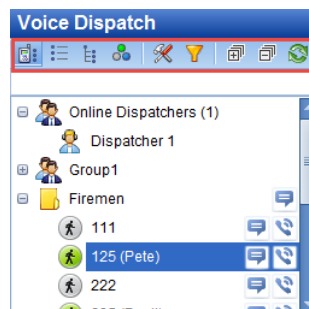 Voice Dispatch
Online Dispatchers (1)
Dispatcher 1
Group1
Firemen
111
125 (Pete)
222